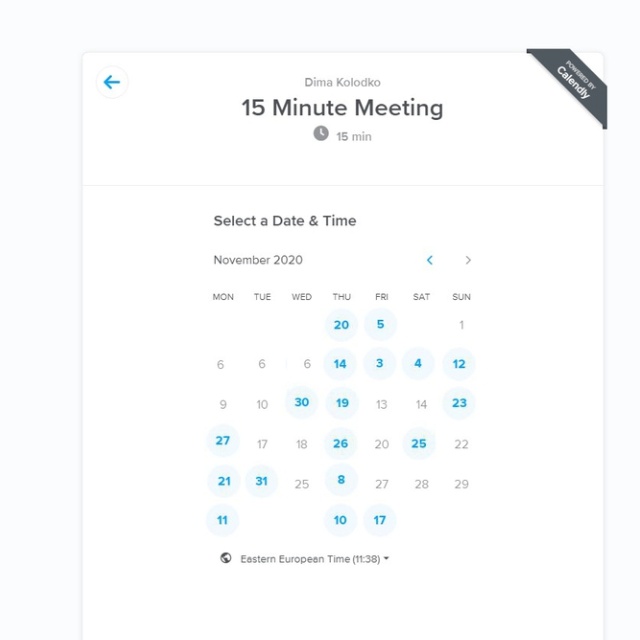 POWERED BY
Calendly
Dima Kolodko
15 Minute Meeting
15 min
Select a Date & Time
November 2020
MON TUE WED THU FRI SAT SUN
20 5 1
6 6 6 14 3 4 12
9 10 30 19 13 14 23
27 17 18 26 20 25 22
21 31 25 8 27 28 29
11 10 17
Eastern European Time (11:38)